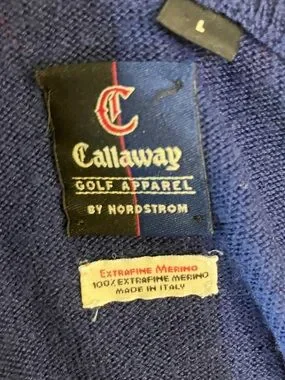 L
C
Callaway
GOLF APPAREL
BY NORDSTROM
EXTRAFINE MERINO
100% EXTRAFINE MERINO
MADE IN ITALY